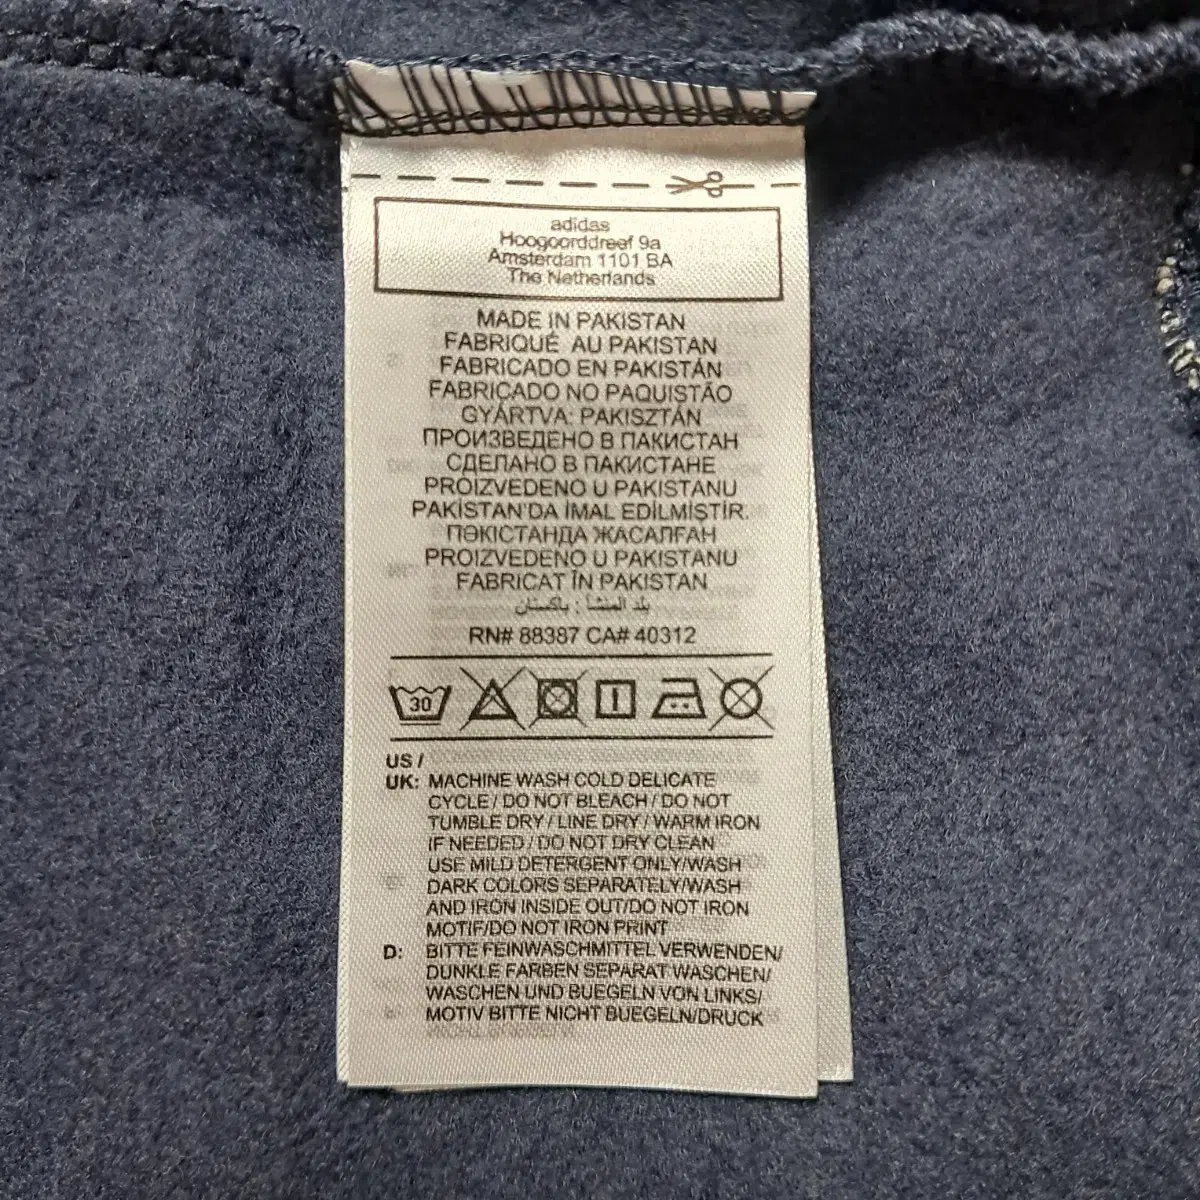 adidas
Hoogoorddreef 9a
Amsterdam 1101 BA
The Netherlands
MADE IN PAKISTAN
FABRIQUÉ AU PAKISTAN
FABRICADO EN PAKISTÁN
FABRICADO NO PAQUISTÃO
GYÁRTVA: PAKISZTÁN
ПРОИЗВЕДЕНО В ПАКИСТАН
СДЕЛАНО В ПАКИСТАНЕ
PROIZVEDENO U PAKISTANU
PAKİSTAN'DA İMAL EDİLMİŞTİR.
ПӘКІСТАНДА ЖАСАЛҒАН
PROIZVEDENO U PAKISTANU
FABRICAT ÎN PAKISTAN
بلد المنشأ : باكستان
RN# 88387 CA# 40312
30
US /
UK: MACHINE WASH COLD DELICATE
CYCLE / DO NOT BLEACH / DO NOT
TUMBLE DRY / LINE DRY / WARM IRON
IF NEEDED / DO NOT DRY CLEAN
USE MILD DETERGENT ONLY/WASH
DARK COLORS SEPARATELY/WASH
AND IRON INSIDE OUT/DO NOT IRON
MOTIF/DO NOT IRON PRINT
D: BITTE FEINWASCHMITTEL VERWENDEN/
DUNKLE FARBEN SEPARAT WASCHEN/
WASCHEN UND BUEGELN VON LINKS/
MOTIV BITTE NICHT BUEGELN/DRUCK